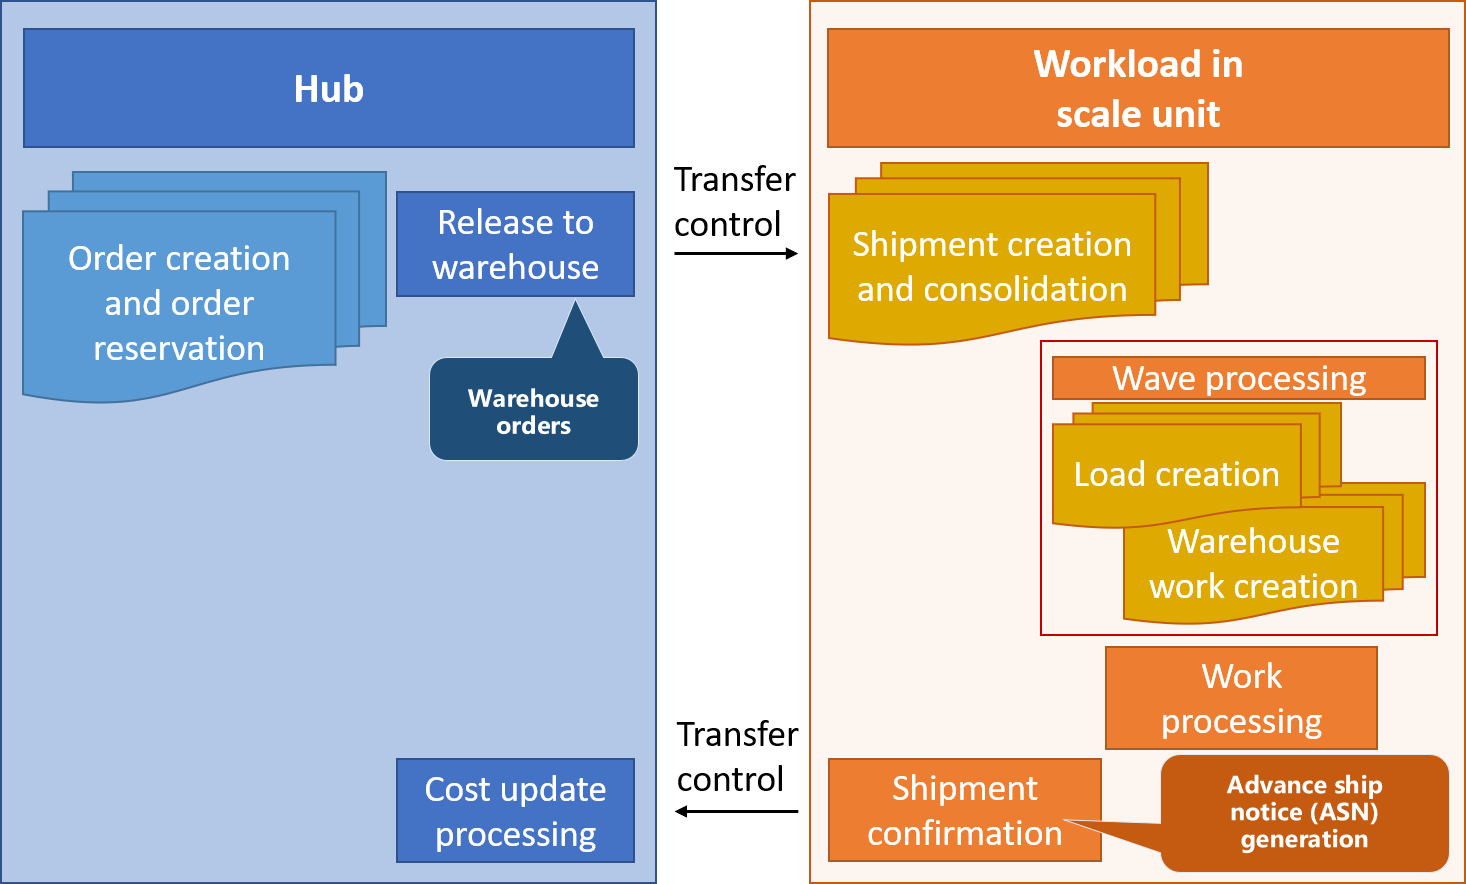 Hub
Order creation
and order
reservation
Release to
warehouse
Warehouse
orders
Cost update
processing
Transfer
control
Transfer
control
Workload in
scale unit
Shipment creation
and consolidation
Wave processing
Load creation
Warehouse
work creation
Work
processing
Shipment
confirmation
Advance ship
notice (ASN)
generation